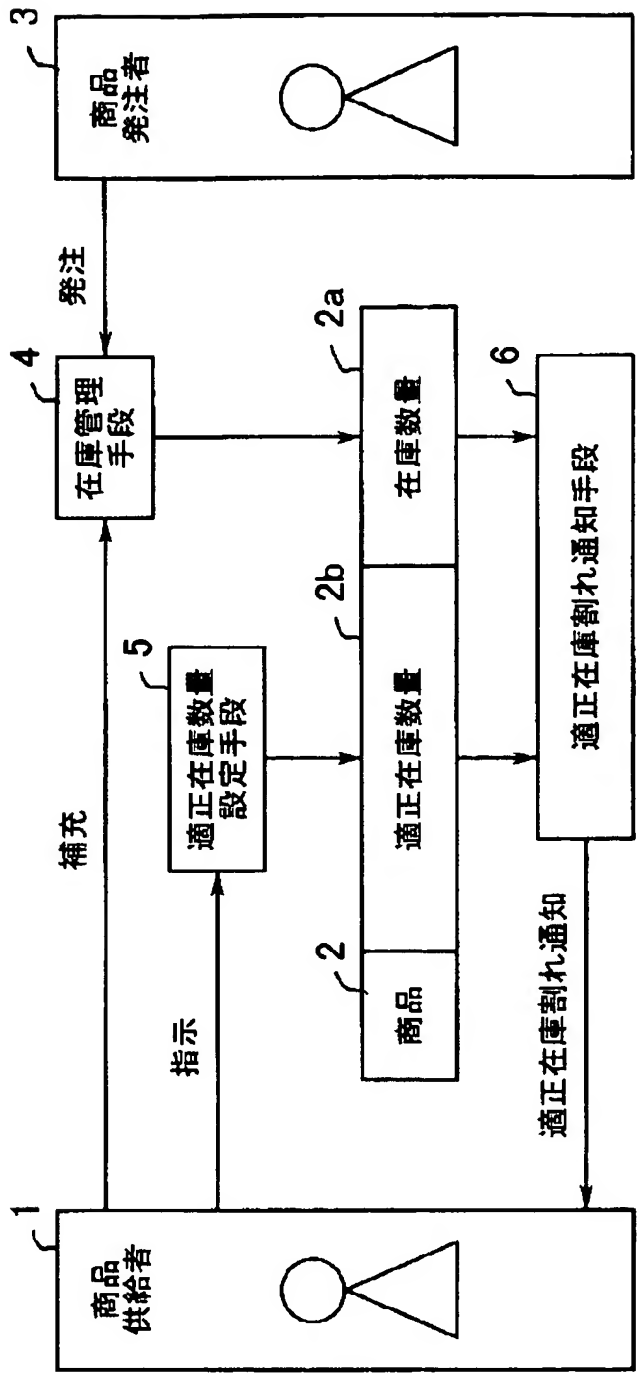 1
商品
供給者
補充
指示
適正在庫割れ通知
4
在庫管理
手段
5
適正在庫数量
設定手段
2
商品
2b
適正在庫数量
2a
在庫数量
6
適正在庫割れ通知手段
発注
3
商品
発注者